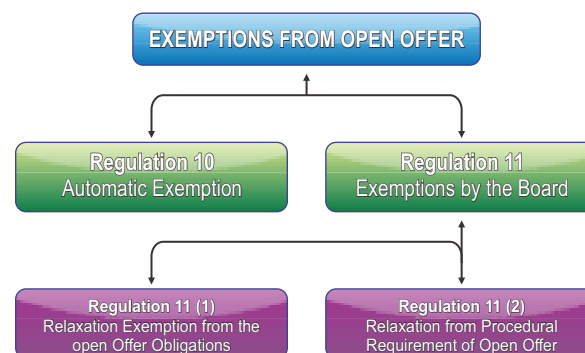 EXEMPTIONS FROM OPEN OFFER
Regulation 10
Automatic Exemption
Regulation 11
Exemptions by the Board
Regulation 11 (1)
Relaxation Exemption from the
open Offer Obligations
Regulation 11 (2)
Relaxation from Procedural
Requirement of Open Offer